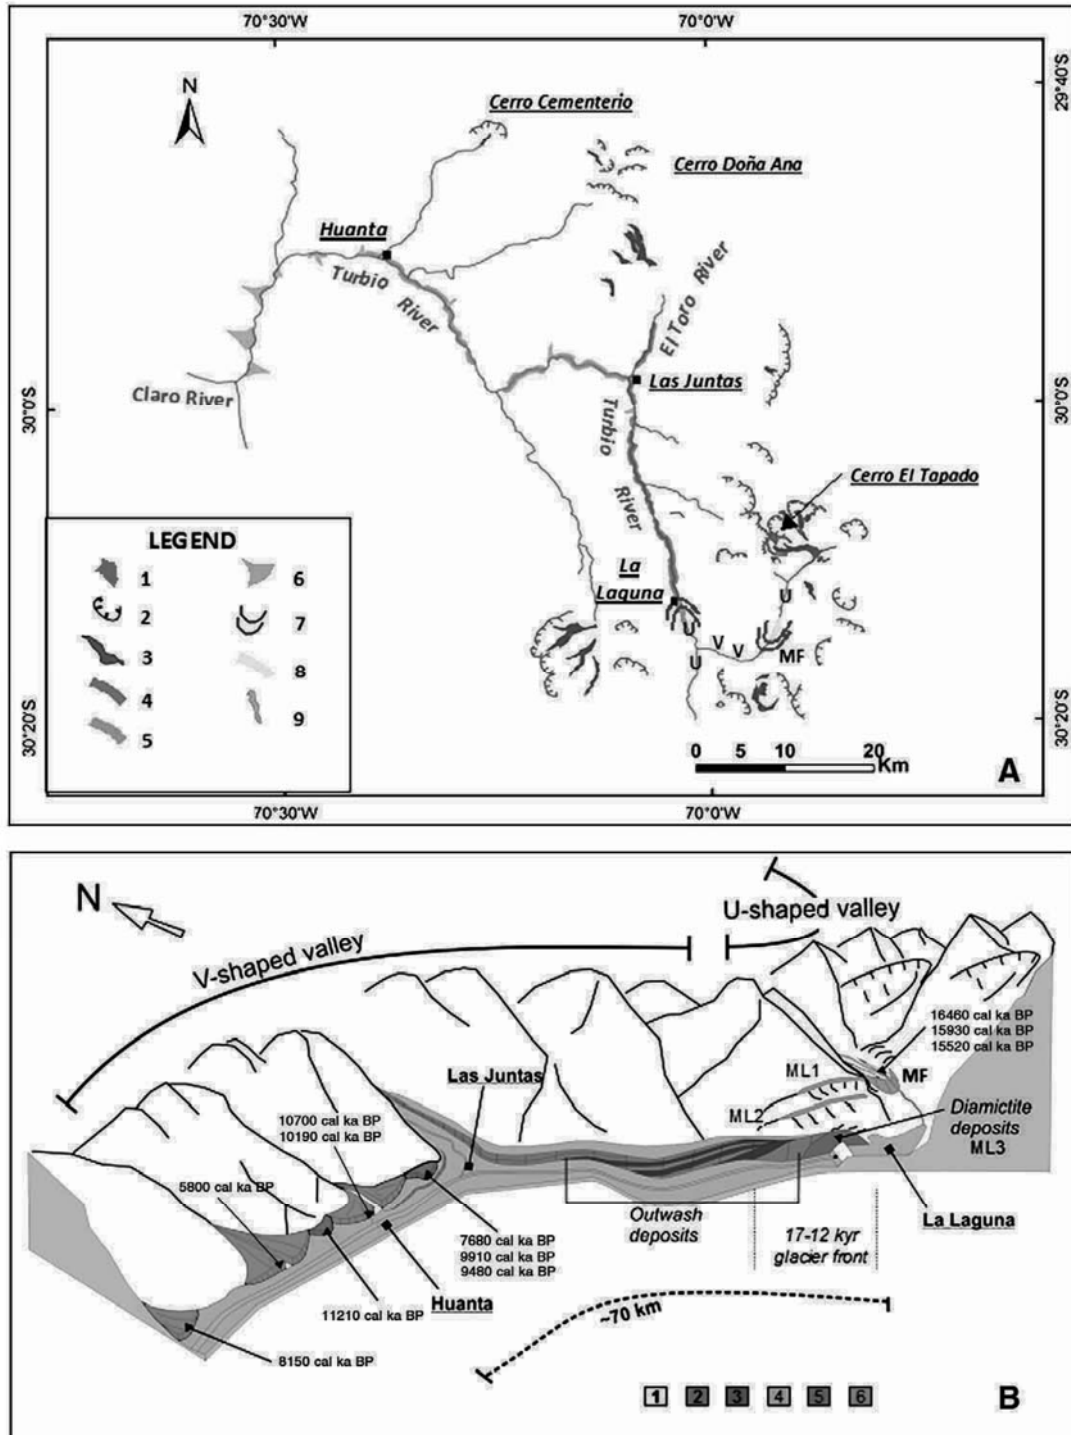 70°30'W
70°0'W
29°40'S
N
Cerro Cementerio
Cerro Doña Ana
Huanta
Turbio
River
El Toro River
Las Juntas
Claro River
30°0'S
30°0'S
Turbio
River
Cerro El Tapado
La
Laguna
U
U
V
V
U
MF
LEGEND
1
6
2
7
3
8
4
9
5
30°20'S
30°20'S
0 5 10 20
Km
A
70°30'W
70°0'W
N
V-shaped valley
U-shaped valley
16460 cal ka BP
15930 cal ka BP
15520 cal ka BP
ML1
MF
Las Juntas
ML2
Diamictite
deposits
ML3
10700 cal ka BP
10190 cal ka BP
5800 cal ka BP
Outwash
deposits
17-12 kyr
glacier front
La Laguna
7680 cal ka BP
9910 cal ka BP
9480 cal ka BP
Huanta
11210 cal ka BP
~70 km
8150 cal ka BP
1 2 3 4 5 6
B